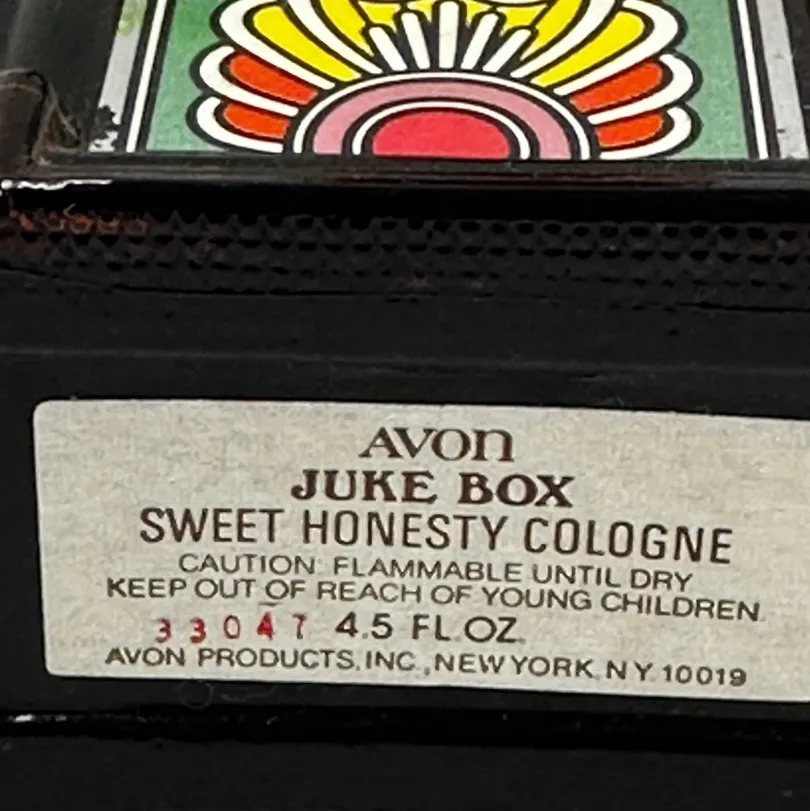 AVON
JUKE BOX
SWEET HONESTY COLOGNE
CAUTION: FLAMMABLE UNTIL DRY
KEEP OUT OF REACH OF YOUNG CHILDREN.
33047 4.5 FL.OZ.
AVON PRODUCTS, INC., NEW YORK, N.Y. 10019